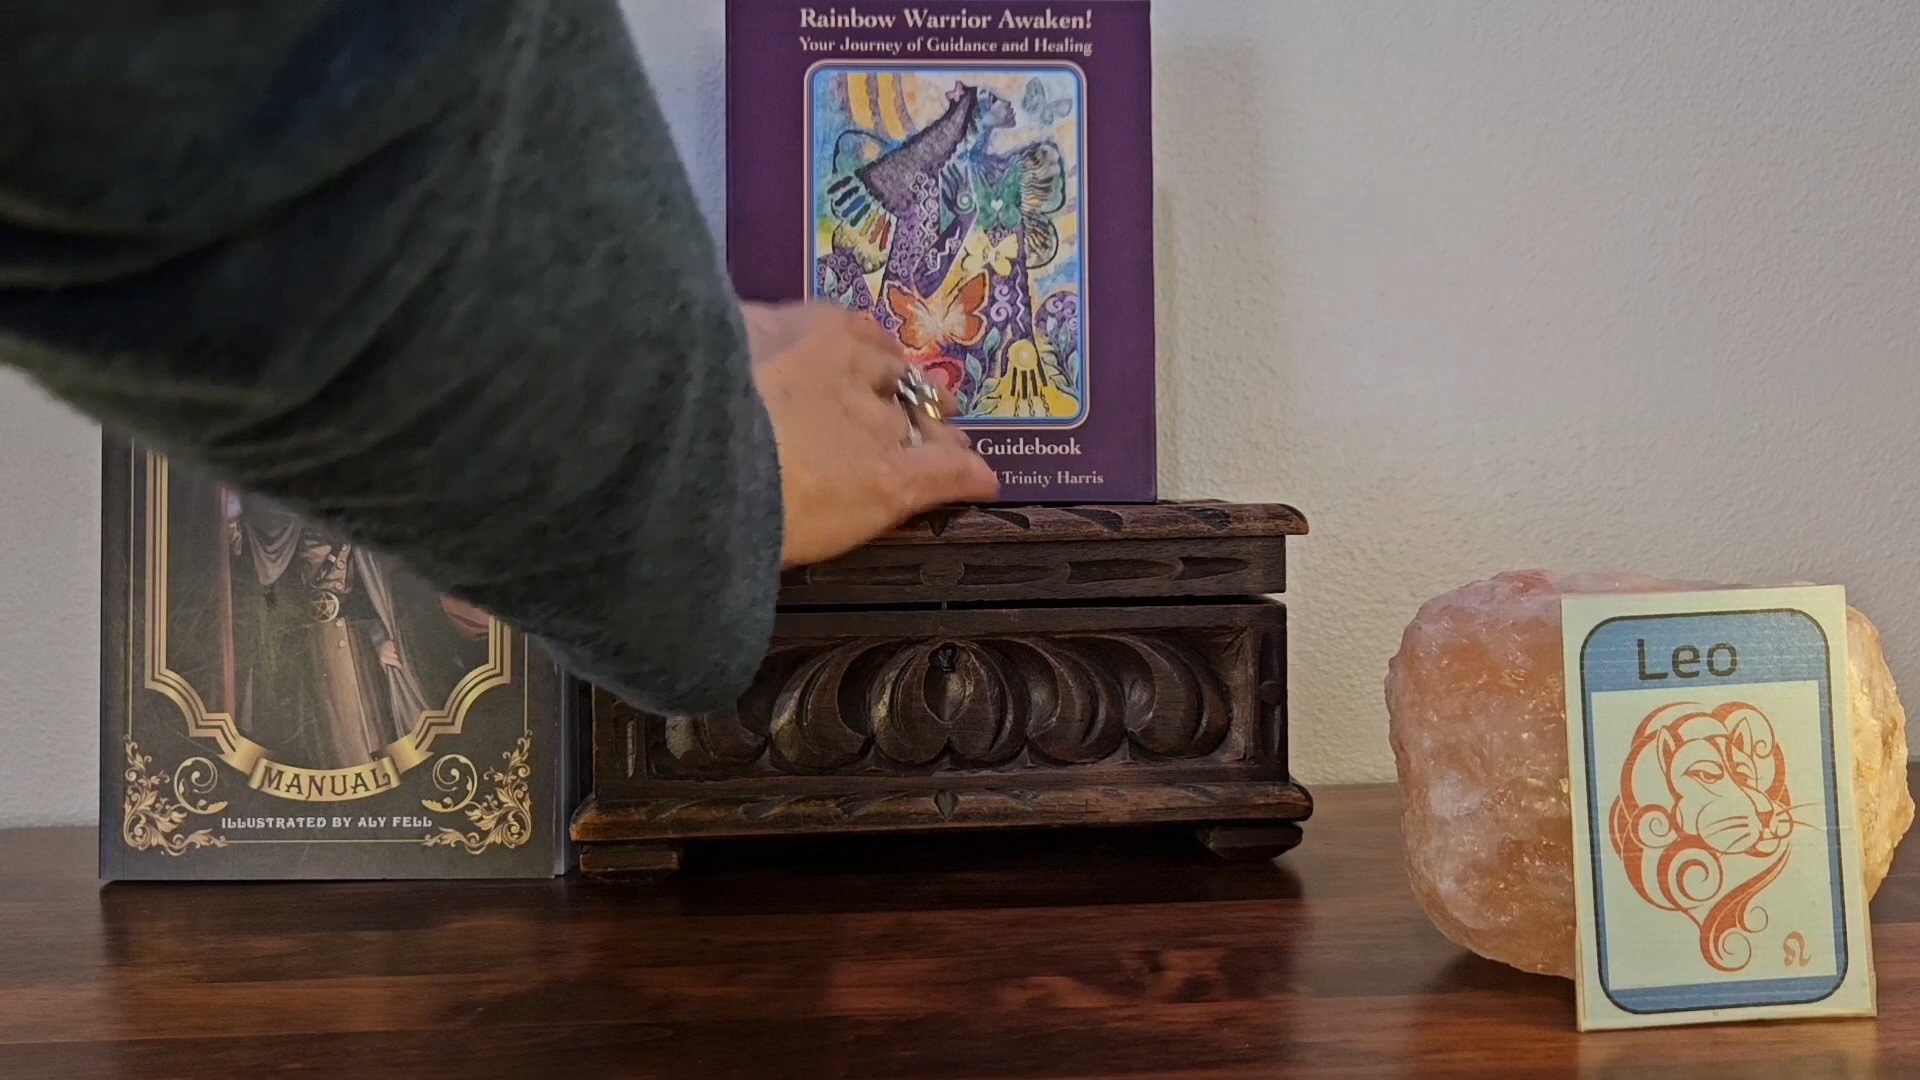 Rainbow Warrior Awaken!
Your Journey of Guidance and Healing
Guidebook
Trinity Harris
MANUAL
ILLUSTRATED BY ALY FELL
Leo